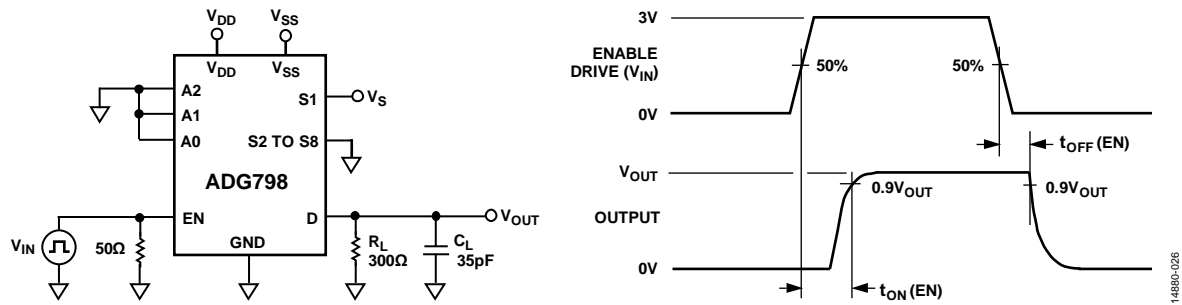 VDD
VSS
VDD
VSS
A2
A1
A0
S1
VS
S2 TO S8
ADG798
EN
D
VOUT
GND
VIN
50Ω
RL
300Ω
CL
35pF
3V
ENABLE
DRIVE (VIN)
50%
50%
0V
tOFF (EN)
VOUT
0.9VOUT
0.9VOUT
OUTPUT
0V
tON (EN)
14880-026